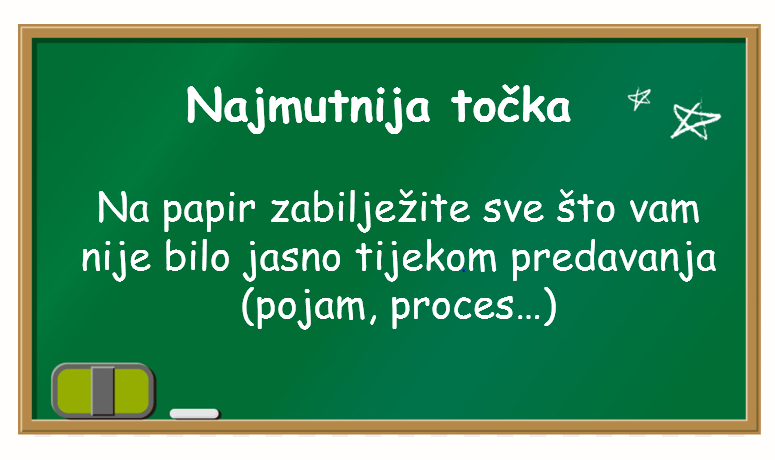 Najmutnija točka
Na papir zabilježite sve što vam
nije bilo jasno tijekom predavanja
(pojam, proces…)